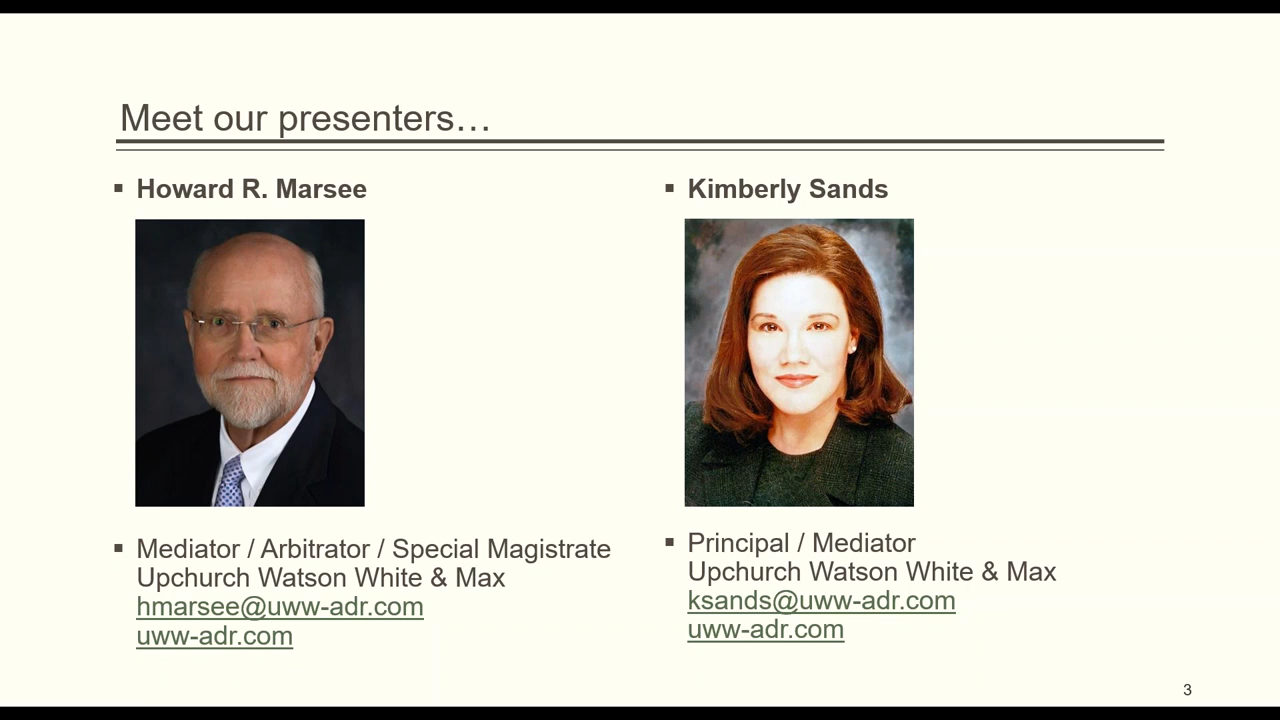 Meet our presenters…
▪ Howard R. Marsee
▪ Mediator / Arbitrator / Special Magistrate
Upchurch Watson White & Max
hmarsee@uww-adr.com
uww-adr.com
▪ Kimberly Sands
▪ Principal / Mediator
Upchurch Watson White & Max
ksands@uww-adr.com
uww-adr.com
3